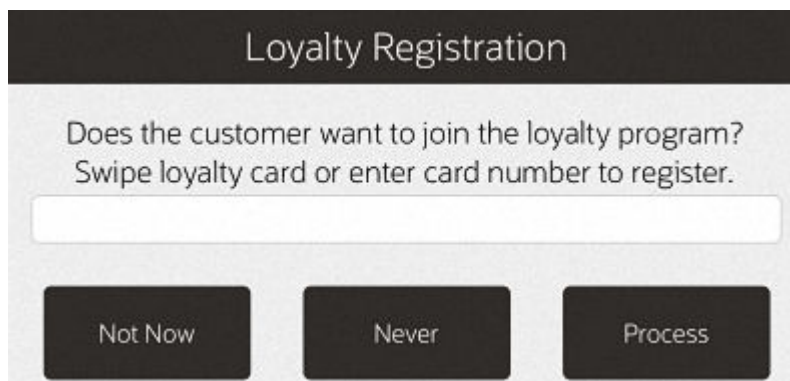 Loyalty Registration
Does the customer want to join the loyalty program?
Swipe loyalty card or enter card number to register.
Not Now
Never
Process